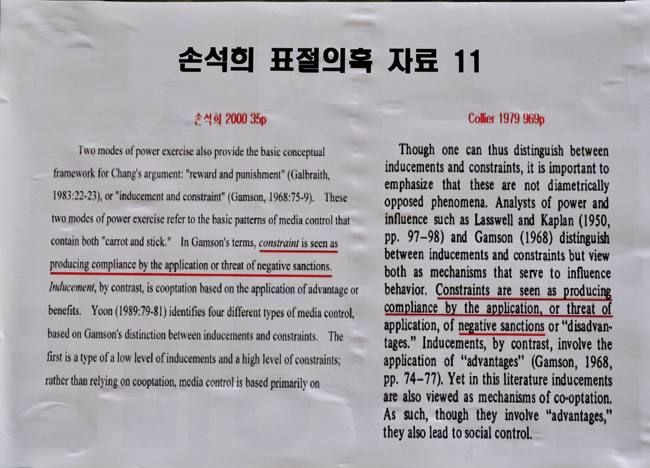 손석희 표절의혹 자료 11
손석희 2000 35p
Two modes of power exercise also provide the basic conceptual
framework for Chang's argument: "reward and punishment" (Galbraith,
1983:22-23), or "inducement and constraint" (Gamson, 1968:75-9). These
two modes of power exercise refer to the basic patterns of media control that
contain both "carrot and stick." In Gamson's terms, constraint is seen as
producing compliance by the application or threat of negative sanctions.
Inducement, by contrast, is cooptation based on the application of advantage or
benefits. Yoon (1989:79-81) identifies four different types of media control,
based on Gamson's distinction between inducements and constraints. The
first is a type of a low level of inducements and a high level of constraints;
rather than relying on cooptation, media control is based primarily on
Collier 1979 969p
Though one can thus distinguish between
inducements and constraints, it is important to
emphasize that these are not diametrically
opposed phenomena. Analysts of power and
influence such as Lasswell and Kaplan (1950,
pp. 97–98) and Gamson (1968) distinguish
between inducements and constraints but view
both as mechanisms that serve to influence
behavior. Constraints are seen as producing
compliance by the application, or threat of
application, of negative sanctions or “disadvan-
tages.” Inducements, by contrast, involve the
application of “advantages” (Gamson, 1968,
pp. 74–77). Yet in this literature inducements
are also viewed as mechanisms of co-optation.
As such, though they involve “advantages,”
they also lead to social control.